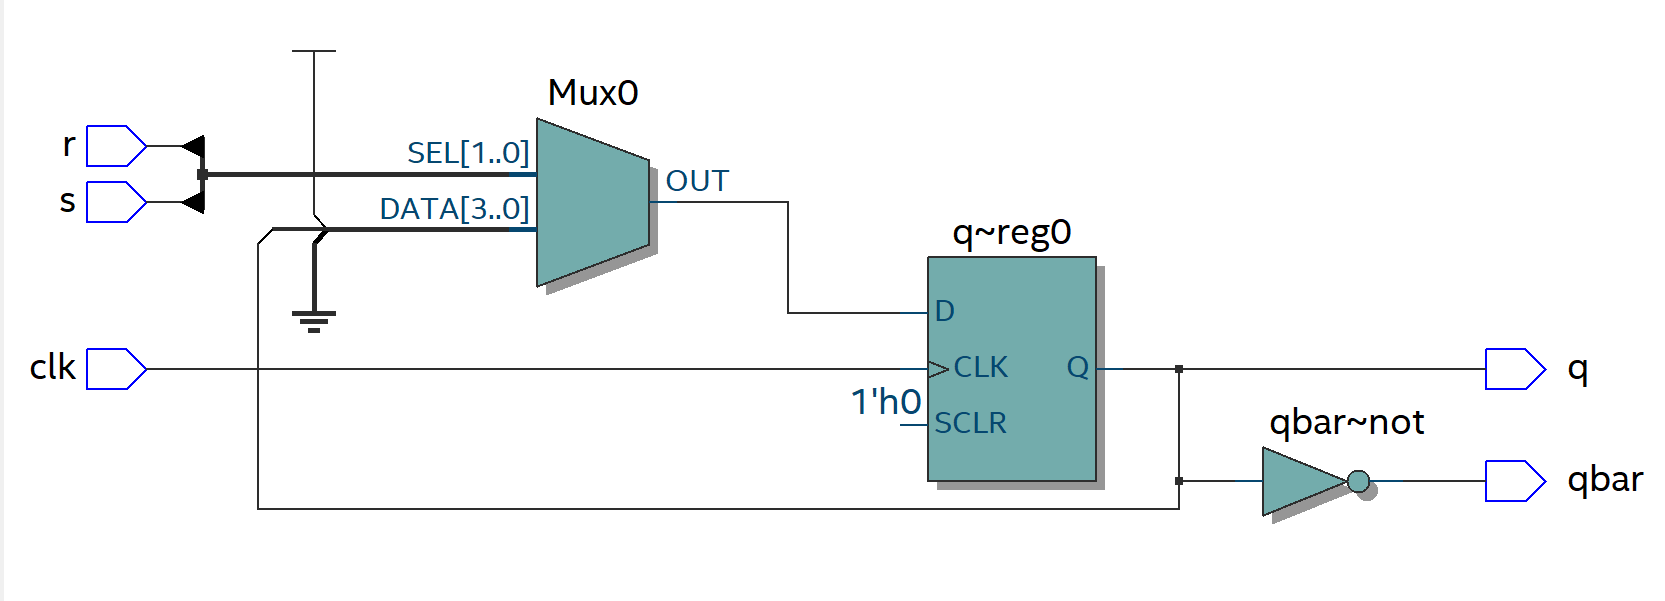 Mux0
r
SEL[1..0]
OUT
s
DATA[3..0]
q~reg0
D
clk
CLK
Q
q
1'h0
SCLR
qbar~not
qbar